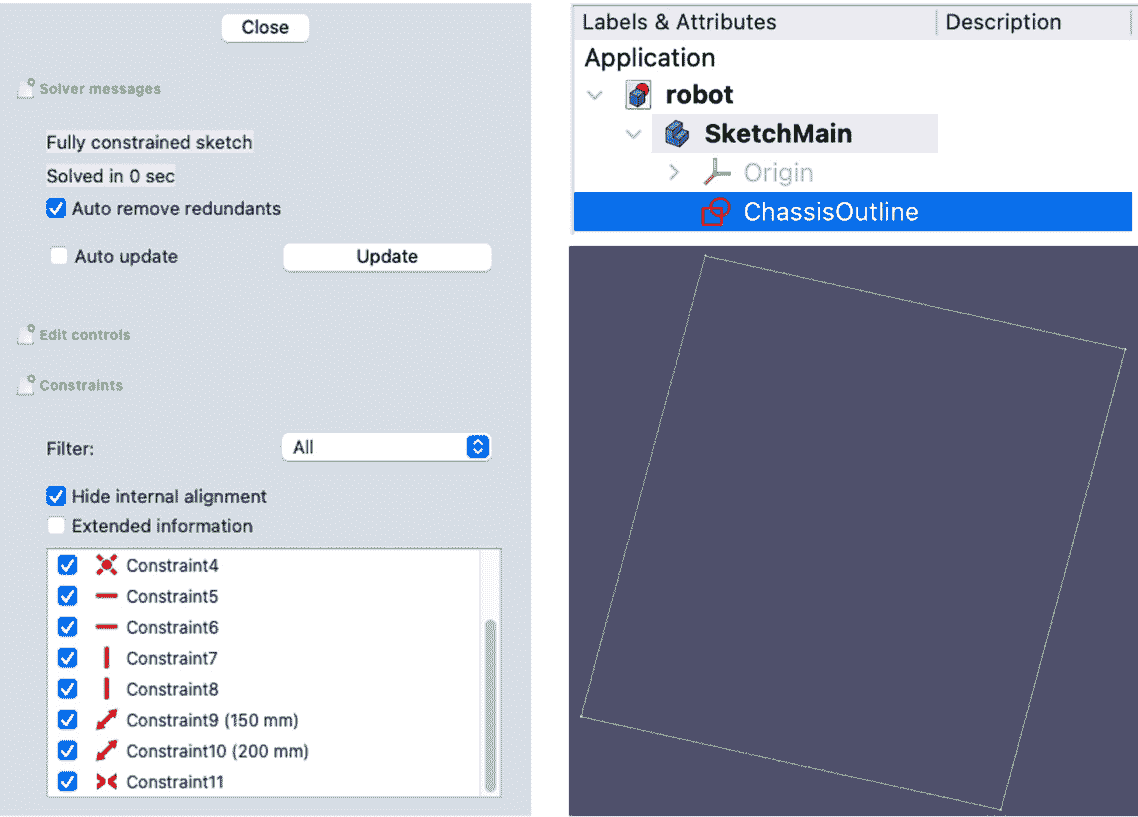 Close
Solver messages
Fully constrained sketch
Solved in 0 sec
Auto remove redundants
Auto update
Update
Edit controls
Constraints
Filter:
All
Hide internal alignment
Extended information
Constraint4
Constraint5
Constraint6
Constraint7
Constraint8
Constraint9 (150 mm)
Constraint10 (200 mm)
Constraint11
Labels & Attributes
Description
Application
robot
SketchMain
Origin
ChassisOutline